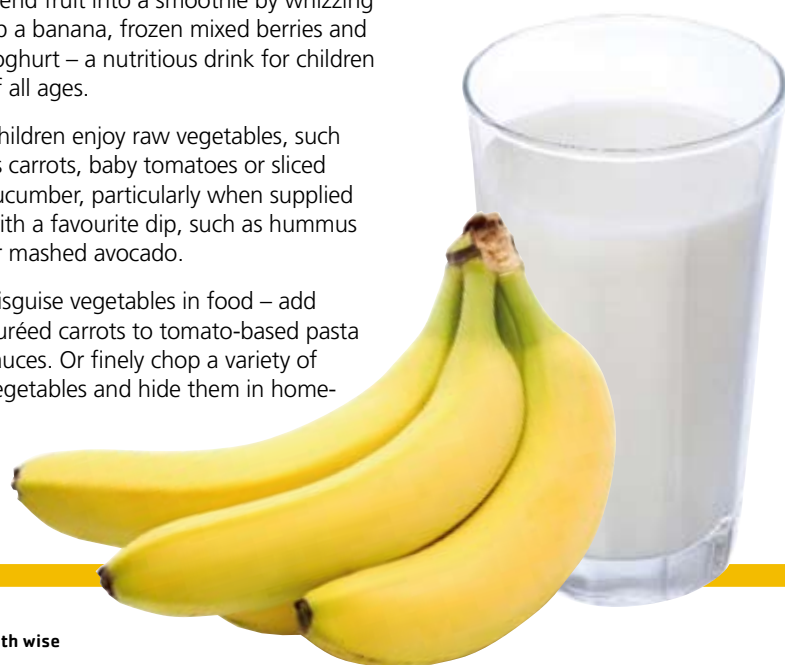 end fruit into a smoothie by whizzing
a banana, frozen mixed berries and
oghurt – a nutritious drink for children
all ages.
hildren enjoy raw vegetables, such
carrots, baby tomatoes or sliced
ucumber, particularly when supplied
ith a favourite dip, such as hummus
mashed avocado.
isguise vegetables in food – add
uréed carrots to tomato-based pasta
auces. Or finely chop a variety of
egetables and hide them in home-
th wise